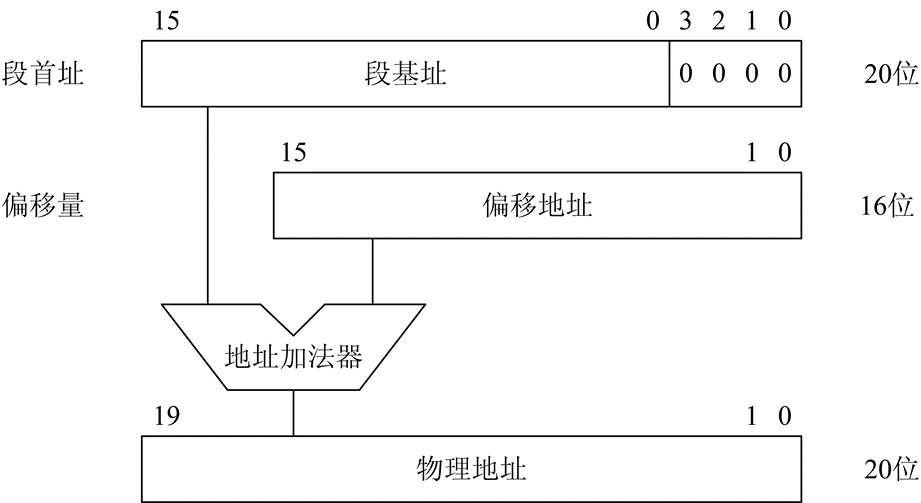 15 0 3 2 1 0
段首址 段基址 0 0 0 0 20位
15 1 0
偏移量 偏移地址 16位
地址加法器
19 1 0
物理地址 20位